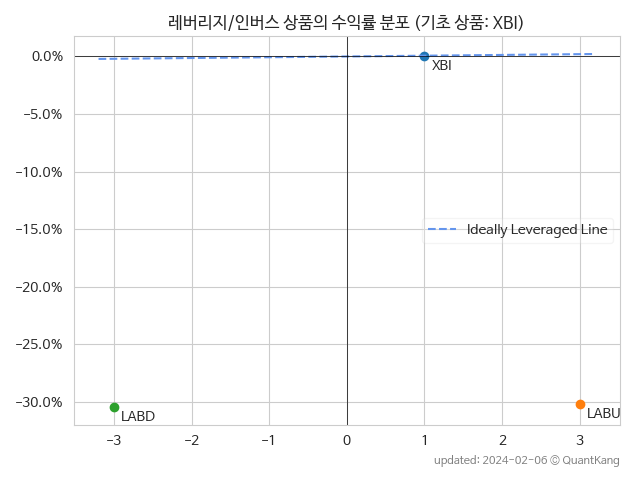 레버리지/인버스 상품의 수익률 분포 (기초 상품: XBI)
0.0%
XBI
−5.0%
−10.0%
−15.0%
Ideally Leveraged Line
−20.0%
−25.0%
−30.0%
LABD
LABU
−3
−2
−1
0
1
2
3
updated: 2024-02-06 © QuantKang